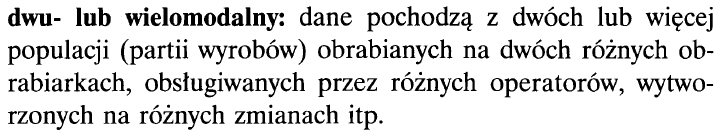 dwu- lub wielomodalny: dane pochodzą z dwóch lub więcej
populacji (partii wyrobów) obrabianych na dwóch różnych ob-
rabiarkach, obsługiwanych przez różnych operatorów, wytwo-
rzonych na różnych zmianach itp.